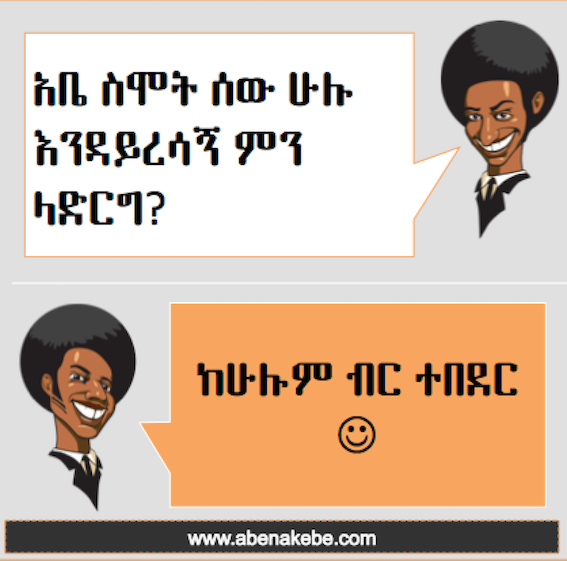 አቤ ስሞት ሰው ሁሉ
እንዳይረሳኝ ምን
ላድርግ?
ከሁሉም ብር ተበደር
☺
www.abenakebe.com